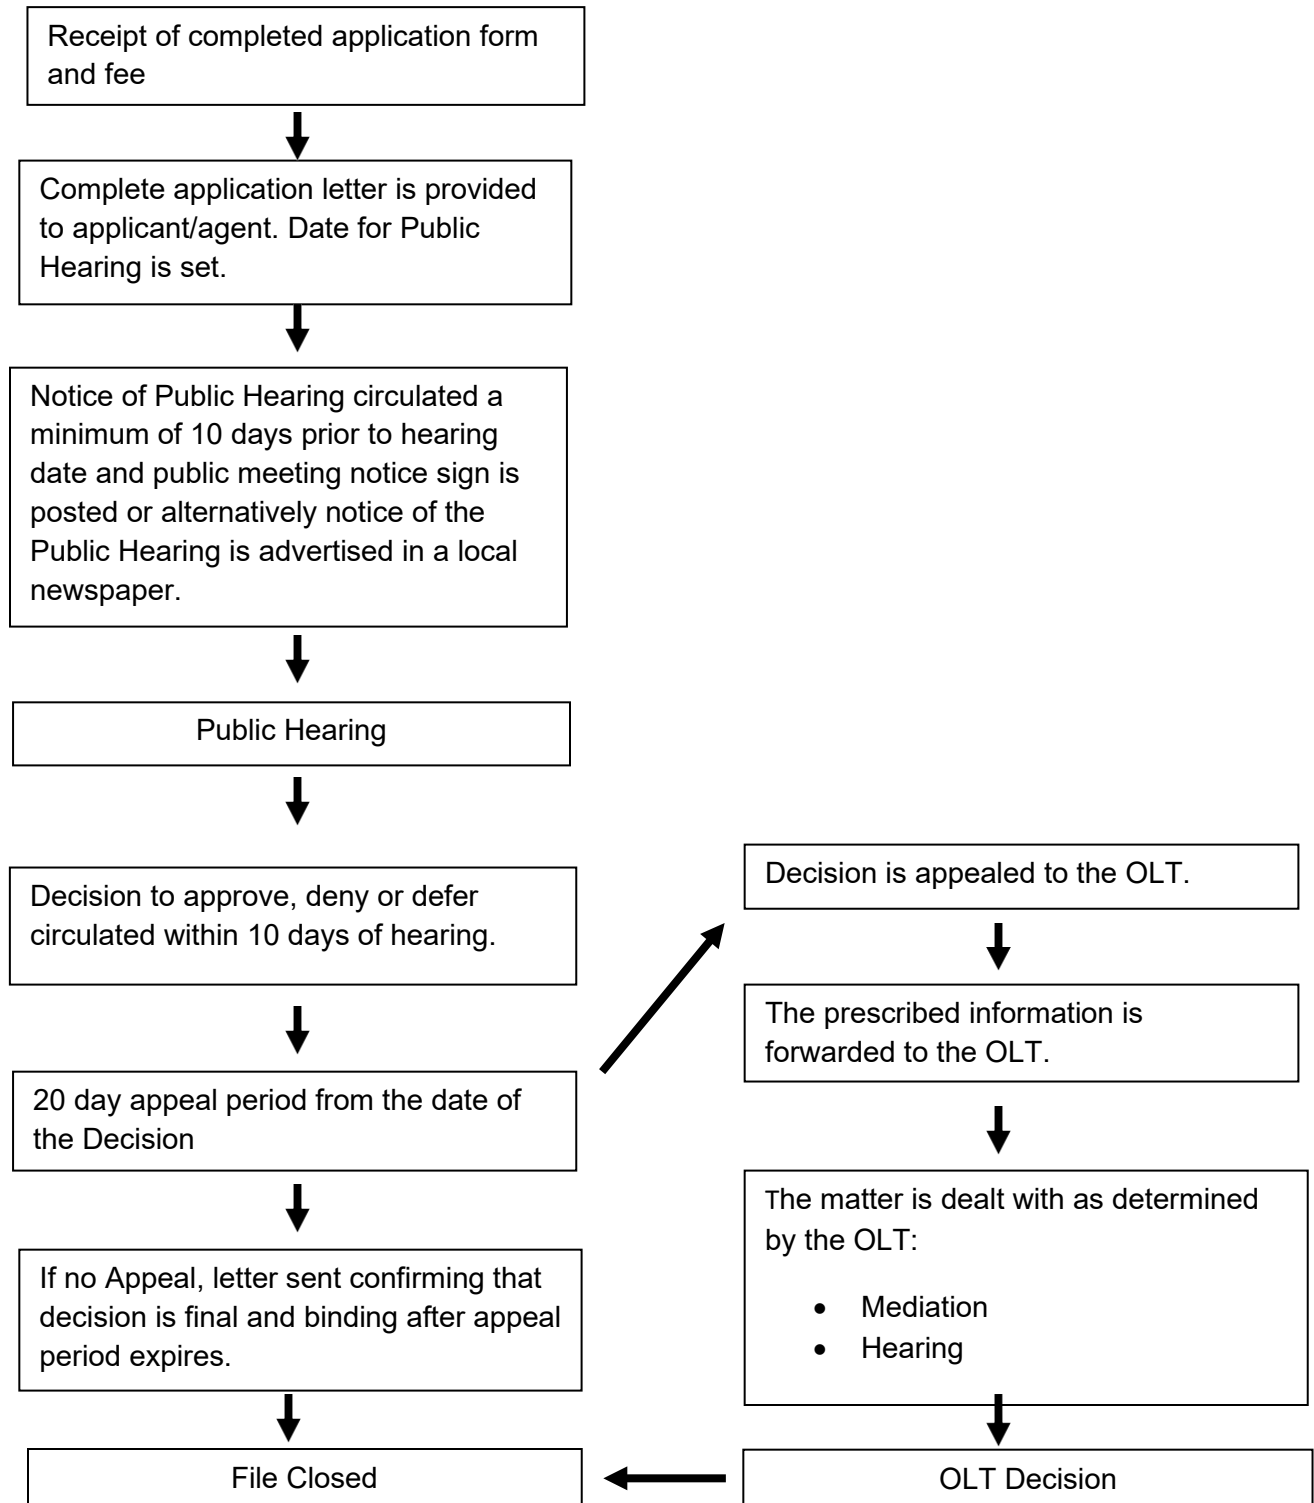 Receipt of completed application form
and fee
Complete application letter is provided
to applicant/agent. Date for Public
Hearing is set.
Notice of Public Hearing circulated a
minimum of 10 days prior to hearing
date and public meeting notice sign is
posted or alternatively notice of the
Public Hearing is advertised in a local
newspaper.
Public Hearing
Decision to approve, deny or defer
circulated within 10 days of hearing.
20 day appeal period from the date of
the Decision
If no Appeal, letter sent confirming that
decision is final and binding after appeal
period expires.
File Closed
Decision is appealed to the OLT.
The prescribed information is
forwarded to the OLT.
The matter is dealt with as determined
by the OLT:
• Mediation
• Hearing
OLT Decision